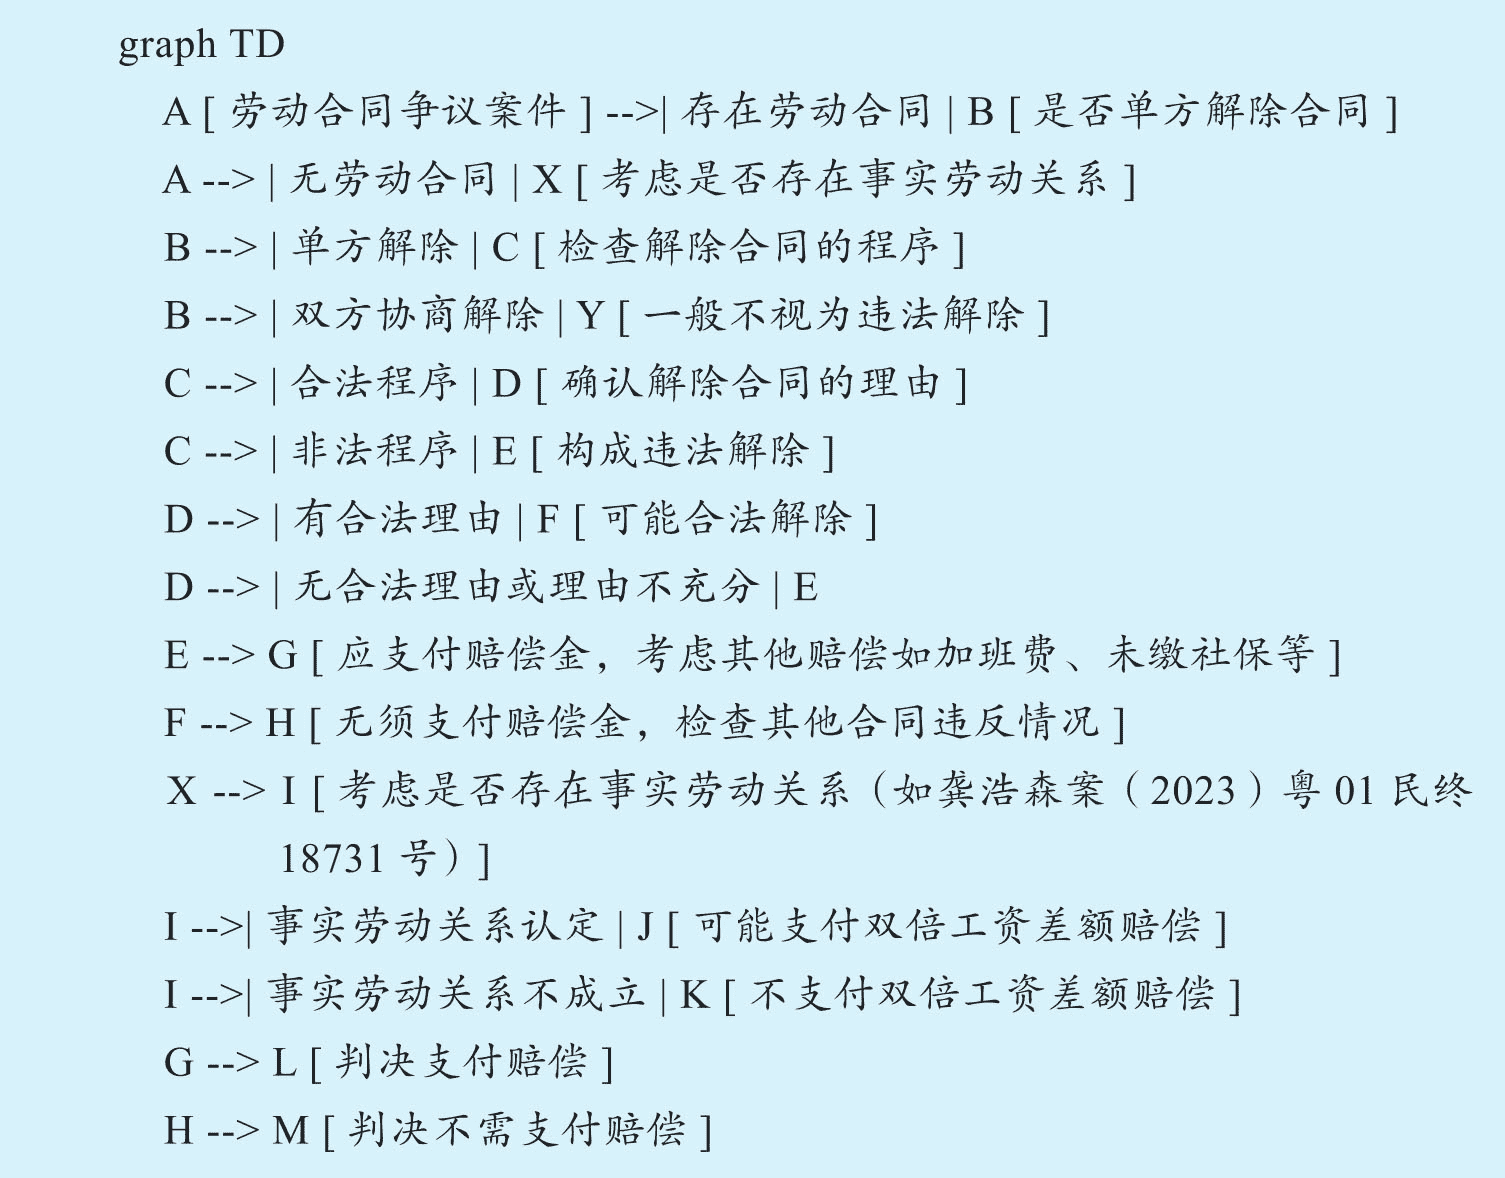 graph TD
A [ 劳动合同争议案件 ] -->| 存在劳动合同 | B [ 是否单方解除合同 ]
A --> | 无劳动合同 | X [ 考虑是否存在事实劳动关系 ]
B --> | 单方解除 | C [ 检查解除合同的程序 ]
B --> | 双方协商解除 | Y [ 一般不视为违法解除 ]
C --> | 合法程序 | D [ 确认解除合同的理由 ]
C --> | 非法程序 | E [ 构成违法解除 ]
D --> | 有合法理由 | F [ 可能合法解除 ]
D --> | 无合法理由或理由不充分 | E
E --> G [ 应支付赔偿金，考虑其他赔偿如加班费、未缴社保等 ]
F --> H [ 无须支付赔偿金，检查其他合同违反情况 ]
X --> I [ 考虑是否存在事实劳动关系（如龚浩森案（2023）粤 01 民终
18731 号）]
I -->| 事实劳动关系认定 | J [ 可能支付双倍工资差额赔偿 ]
I -->| 事实劳动关系不成立 | K [ 不支付双倍工资差额赔偿 ]
G --> L [ 判决支付赔偿 ]
H --> M [ 判决不需支付赔偿 ]